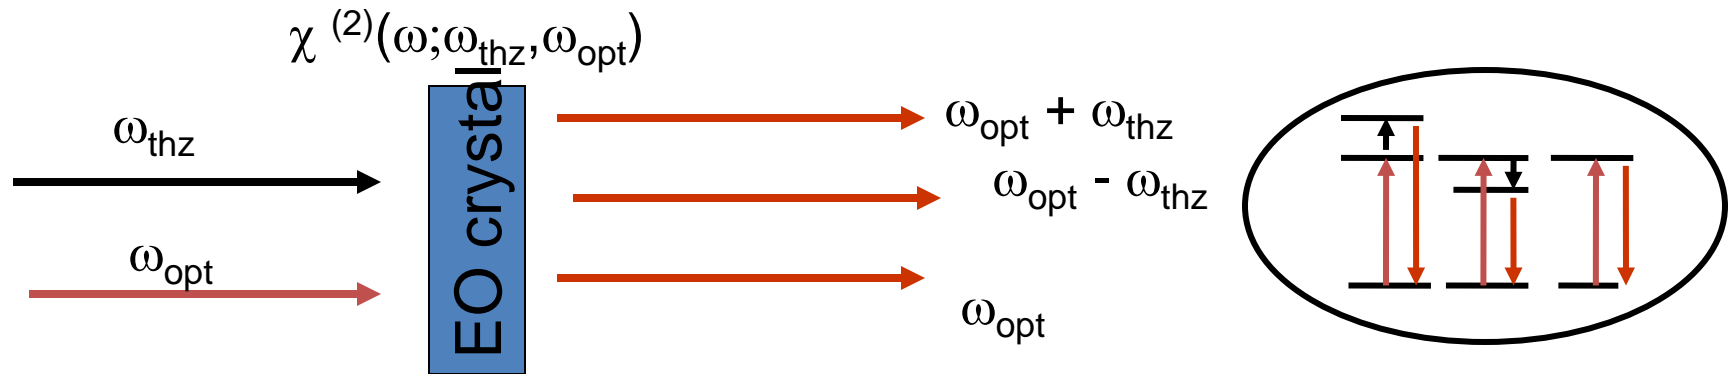 χ (2)(ω;ωthz,ωopt)
ωthz
ωopt
EO crystal
ωopt + ωthz
ωopt - ωthz
ωopt